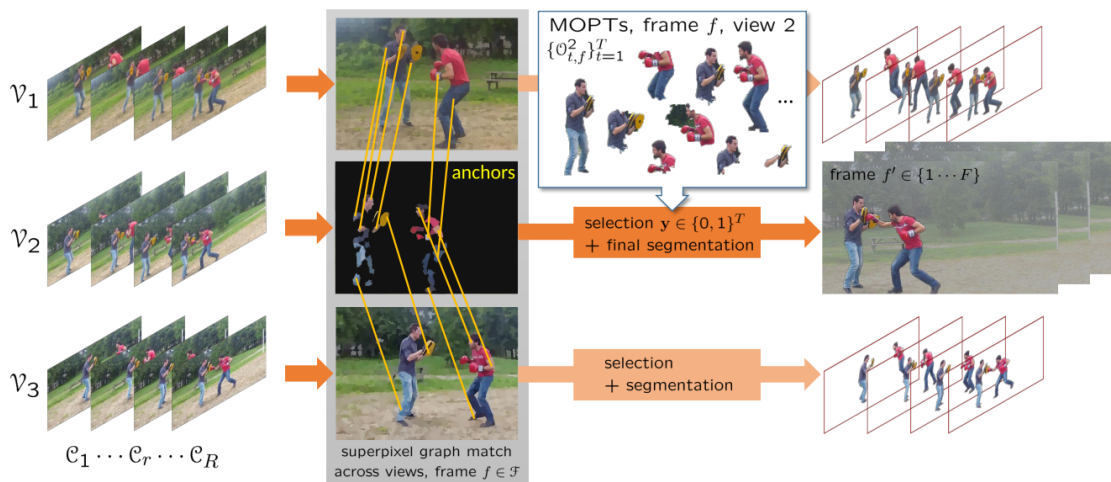 MOPTs, frame f, view 2
{𝒪²ₜ,f}ᵀₜ₌₁
...
𝒱₁
anchors
frame f′ ∈ {1 ⋯ F}
𝒱₂
selection 𝐲 ∈ {0, 1}ᵀ
+ final segmentation
𝒱₃
selection
+ segmentation
𝒞₁ ⋯ 𝒞ᵣ ⋯ 𝒞_R
superpixel graph match
across views, frame f ∈ ℱ